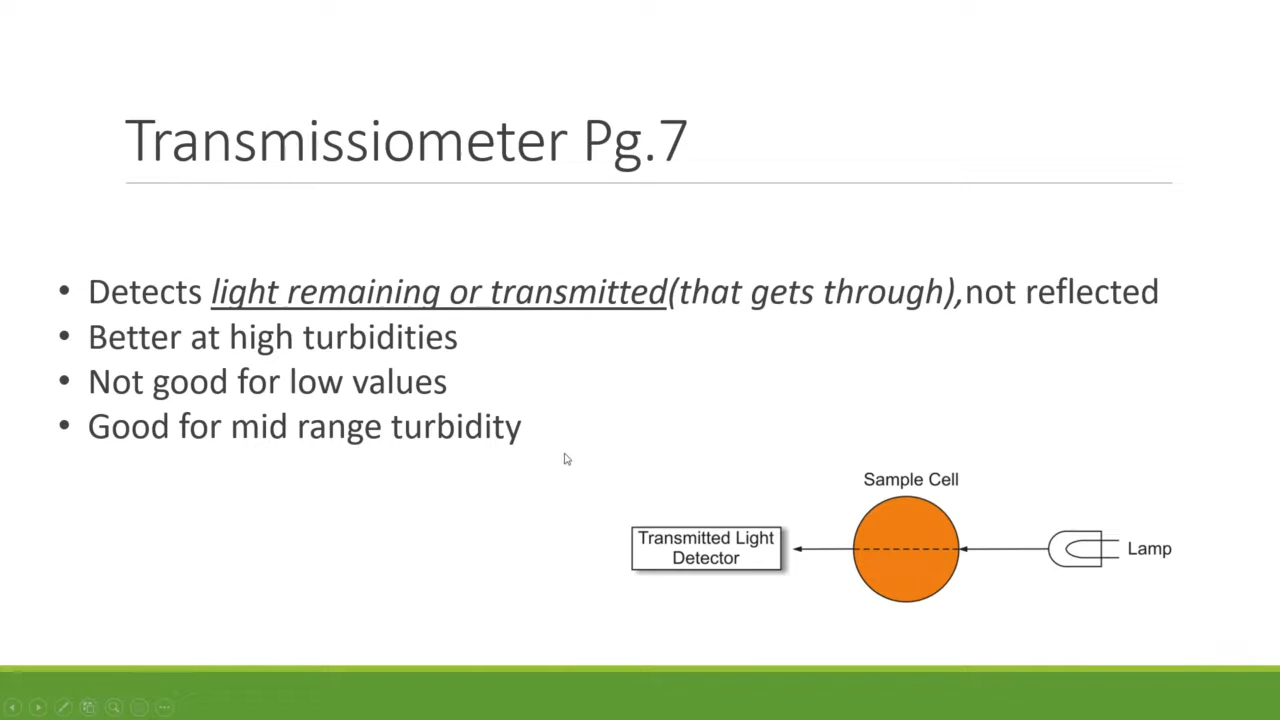 Transmissiometer Pg.7
• Detects light remaining or transmitted(that gets through),not reflected
• Better at high turbidities
• Not good for low values
• Good for mid range turbidity
Sample Cell
Transmitted Light
Detector
Lamp